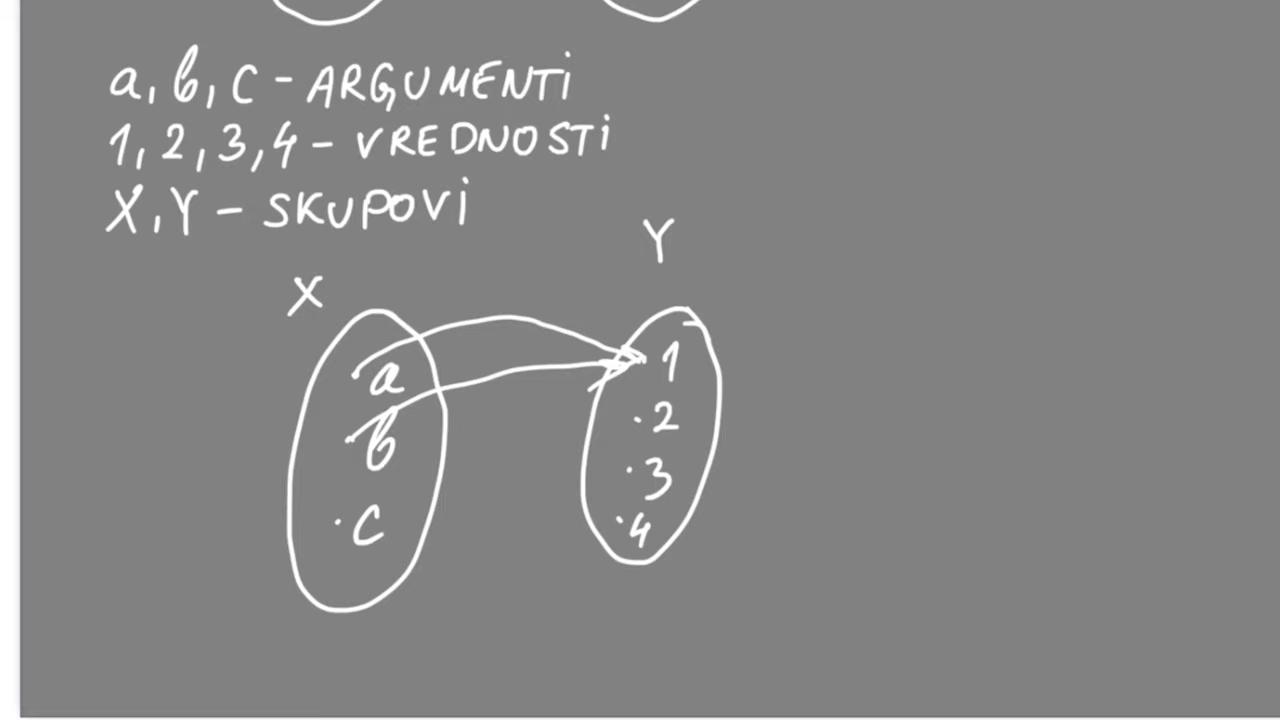 a, b, c - ARGUMENTI
1, 2, 3, 4 - VREDNOSTI
X, Y - SKUPOVI
X
Y
a
b
· c
1
· 2
· 3
· 4